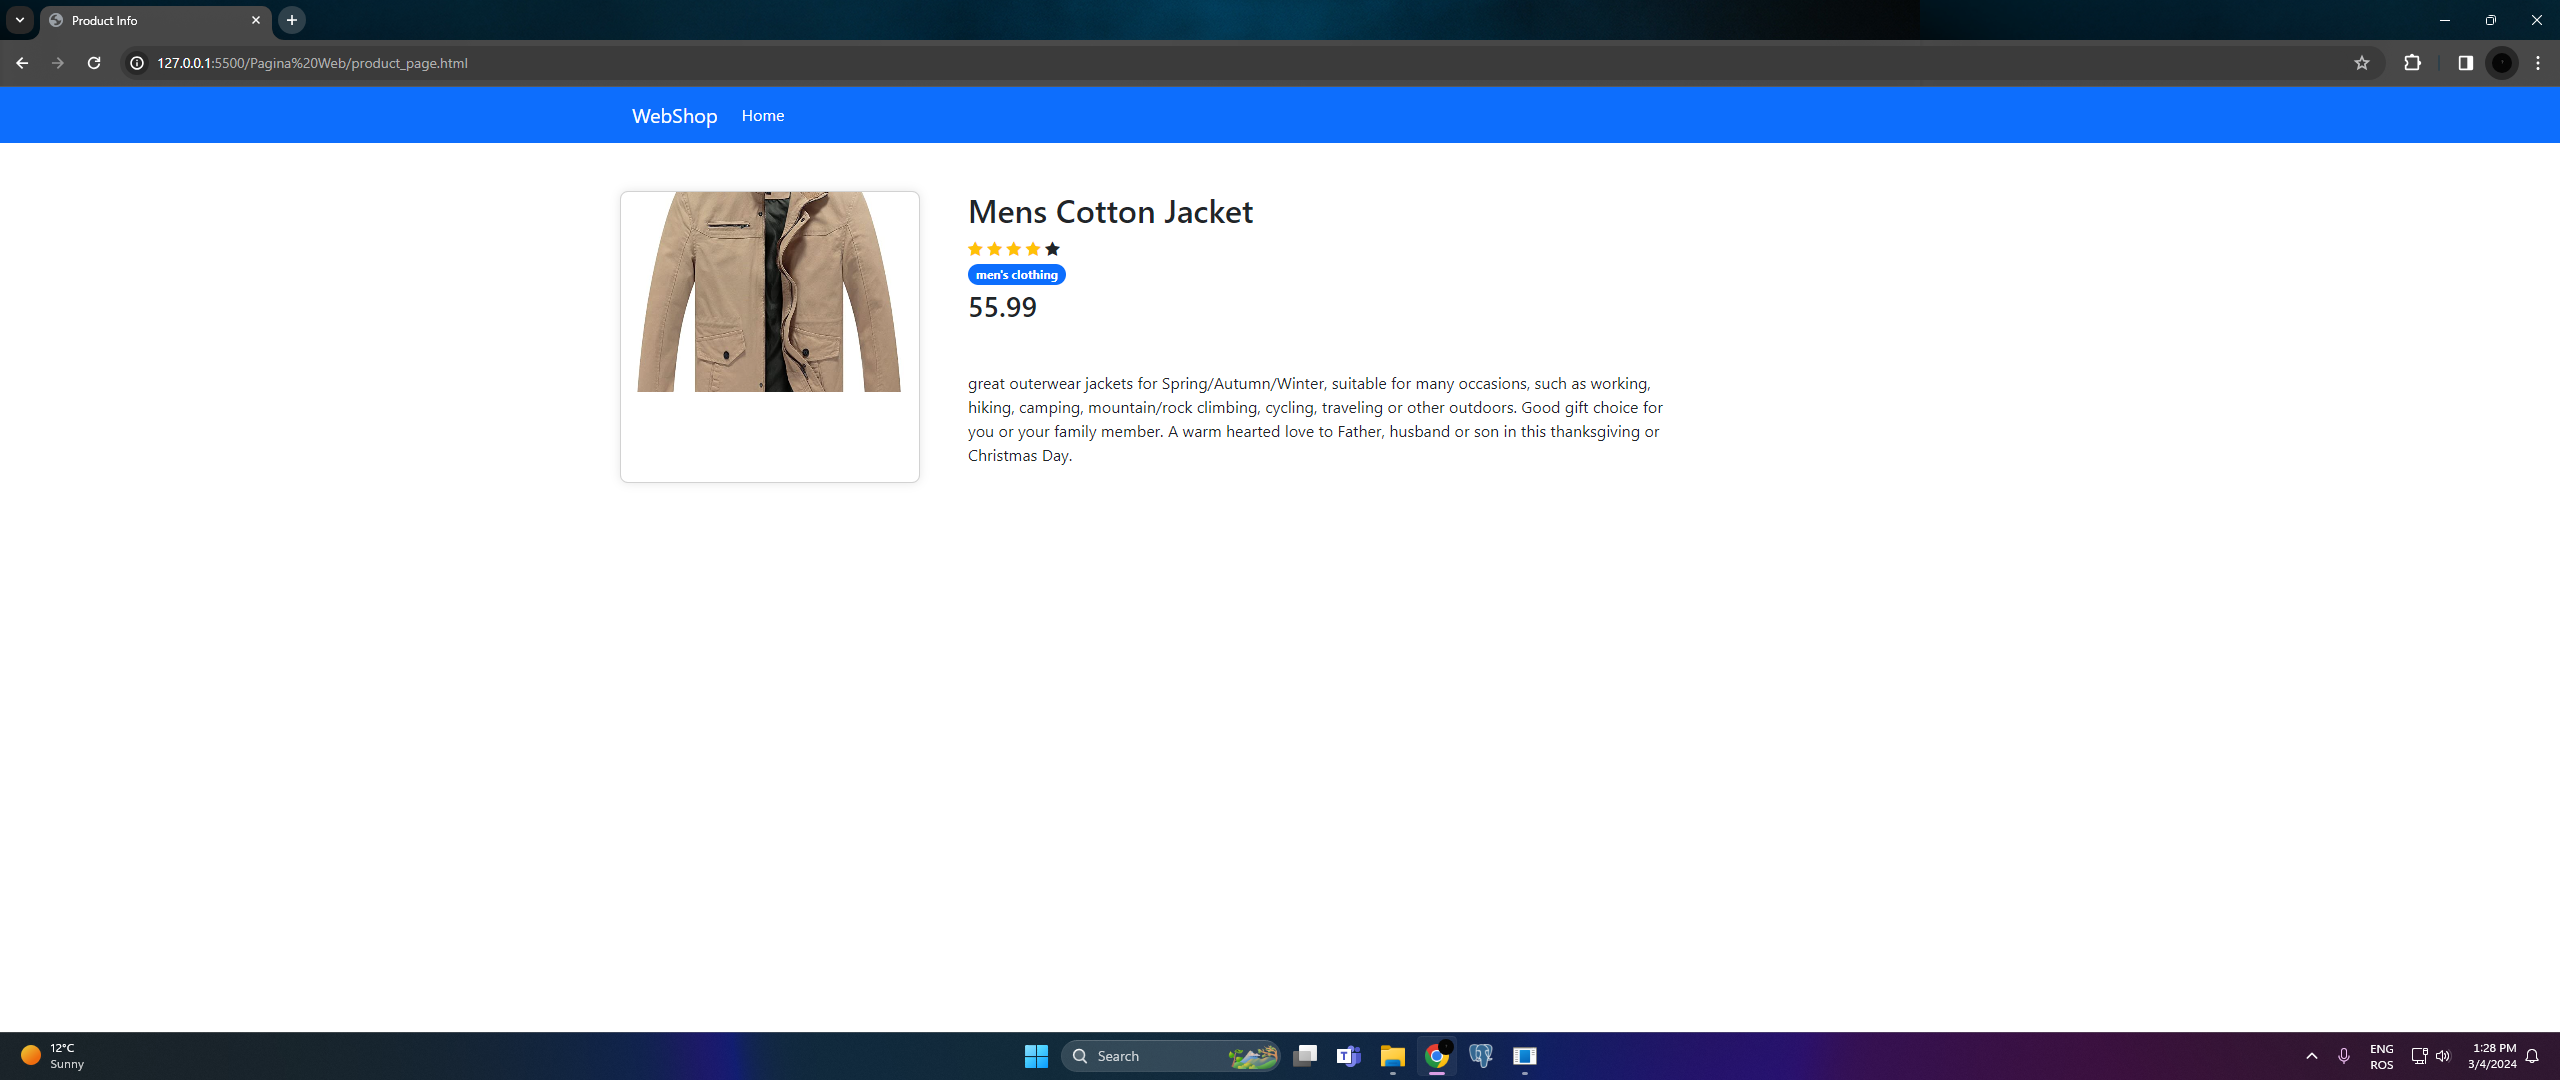 Product Info
127.0.0.1:5500/Pagina%20Web/product_page.html
WebShop Home
Mens Cotton Jacket
men's clothing
55.99
great outerwear jackets for Spring/Autumn/Winter, suitable for many occasions, such as working,
hiking, camping, mountain/rock climbing, cycling, traveling or other outdoors. Good gift choice for
you or your family member. A warm hearted love to Father, husband or son in this thanksgiving or
Christmas Day.
12°C
Sunny
Search
T
ENG
ROS
1:28 PM
3/4/2024